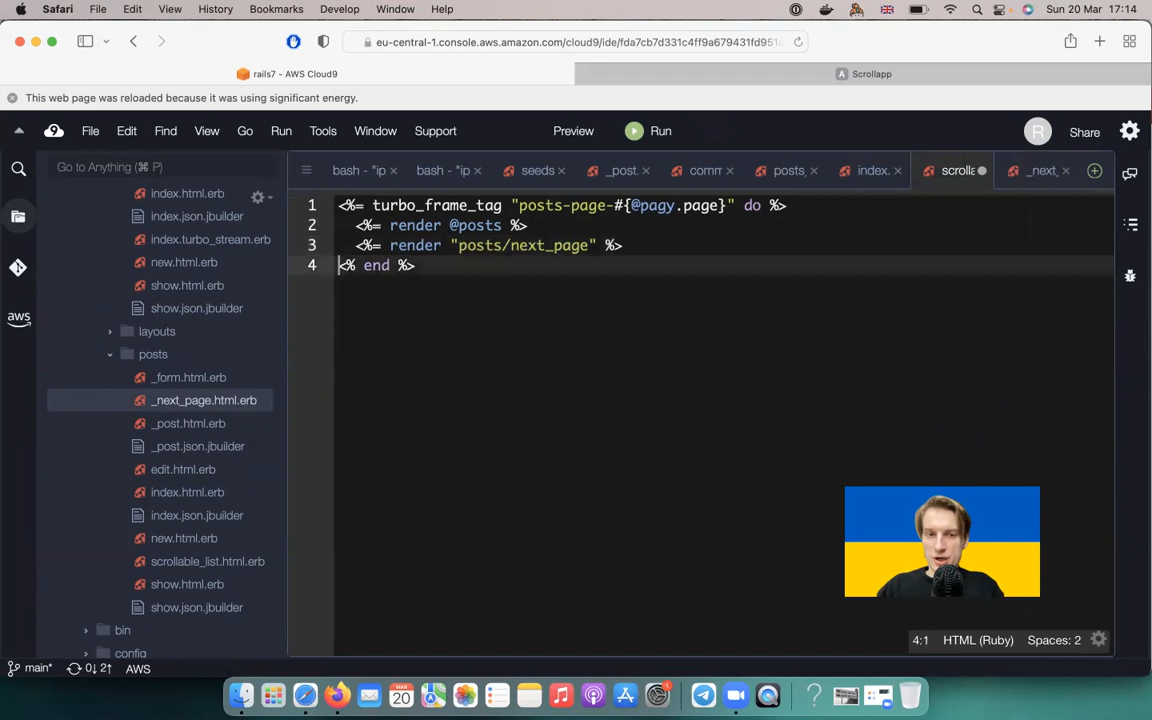 Safari File Edit View History Bookmarks Develop Window Help Sun 20 Mar 17:14
eu-central-1.console.aws.amazon.com/cloud9/ide/fda7cb7d331c4ff9a679431fd951
rails7 - AWS Cloud9
A Scrollapp
This web page was reloaded because it was using significant energy.
9 File Edit Find View Go Run Tools Window Support Preview Run R Share
Go to Anything (⌘ P)
bash - *ip
bash - *ip
seeds
_post.
comm
posts_
index.
scrolla
_next_
index.html.erb
index.json.jbuilder
index.turbo_stream.erb
new.html.erb
show.html.erb
show.json.jbuilder
layouts
posts
_form.html.erb
_next_page.html.erb
_post.html.erb
_post.json.jbuilder
edit.html.erb
index.html.erb
index.json.jbuilder
new.html.erb
scrollable_list.html.erb
show.html.erb
show.json.jbuilder
bin
config
aws
1 <%= turbo_frame_tag "posts-page-#{@pagy.page}" do %>
2 <%= render @posts %>
3 <%= render "posts/next_page" %>
4 <% end %>
4:1 HTML (Ruby) Spaces: 2
main* 0↓ 2↑ AWS
MAR
20
1